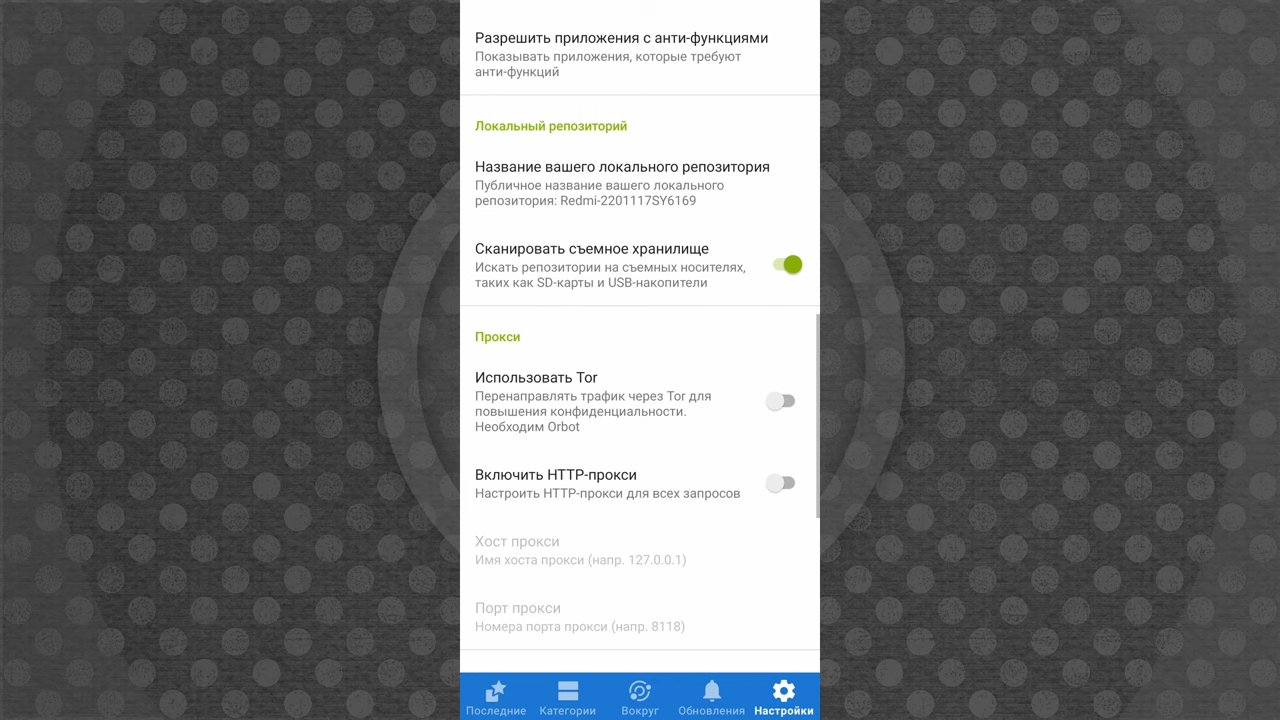 Разрешить приложения с анти-функциями
Показывать приложения, которые требуют
анти-функций
Локальный репозиторий
Название вашего локального репозитория
Публичное название вашего локального
репозитория: Redmi-2201117SY6169
Сканировать съемное хранилище
Искать репозитории на съемных носителях,
таких как SD-карты и USB-накопители
Прокси
Использовать Tor
Перенаправлять трафик через Tor для
повышения конфиденциальности.
Необходим Orbot
Включить HTTP-прокси
Настроить HTTP-прокси для всех запросов
Хост прокси
Имя хоста прокси (напр. 127.0.0.1)
Порт прокси
Номера порта прокси (напр. 8118)
Последние Категории Вокруг Обновления Настройки